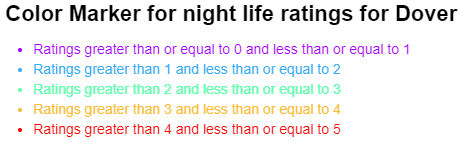 Color Marker for night life ratings for Dover
Ratings greater than or equal to 0 and less than or equal to 1
Ratings greater than 1 and less than or equal to 2
Ratings greater than 2 and less than or equal to 3
Ratings greater than 3 and less than or equal to 4
Ratings greater than 4 and less than or equal to 5